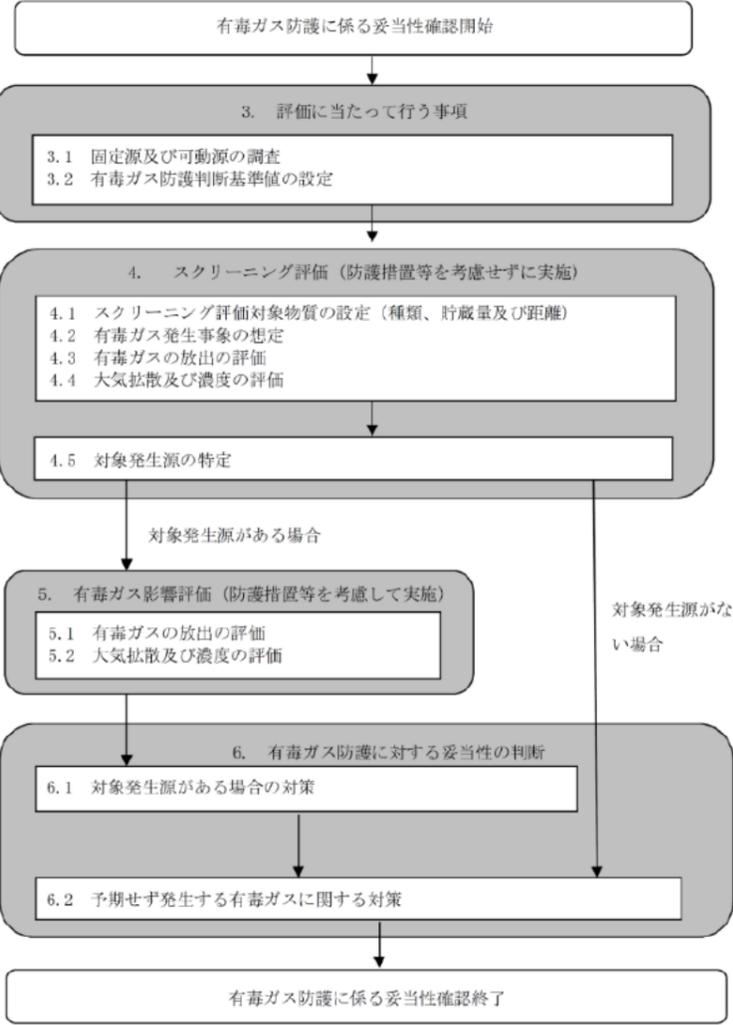 有毒ガス防護に係る妥当性確認開始
3. 評価に当たって行う事項
3.1 固定源及び可動源の調査
3.2 有毒ガス防護判断基準値の設定
4. スクリーニング評価（防護措置等を考慮せずに実施）
4.1 スクリーニング評価対象物質の設定（種類、貯蔵量及び距離）
4.2 有毒ガス発生事象の想定
4.3 有毒ガスの放出の評価
4.4 大気拡散及び濃度の評価
4.5 対象発生源の特定
対象発生源がある場合
5. 有毒ガス影響評価（防護措置等を考慮して実施）
5.1 有毒ガスの放出の評価
5.2 大気拡散及び濃度の評価
対象発生源がな
い場合
6. 有毒ガス防護に対する妥当性の判断
6.1 対象発生源がある場合の対策
6.2 予期せず発生する有毒ガスに関する対策
有毒ガス防護に係る妥当性確認終了